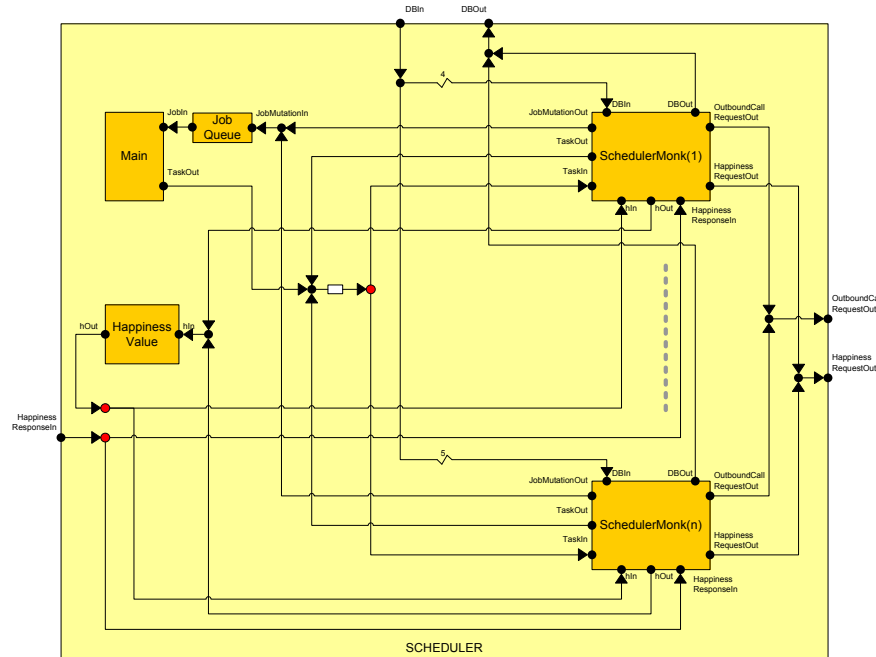 DBIn
DBOut
4
JobIn
Job
Queue
JobMutationIn
JobMutationOut
DBIn
DBOut
OutboundCall
RequestOut
Main
TaskOut
SchedulerMonk(1)
TaskOut
TaskIn
Happiness
RequestOut
hIn
hOut
Happiness
ResponseIn
hOut
Happiness
Value
hIn
OutboundCa
RequestOut
Happiness
RequestOut
Happiness
ResponseIn
5
JobMutationOut
DBIn
DBOut
OutboundCall
RequestOut
TaskOut
SchedulerMonk(n)
TaskIn
Happiness
RequestOut
hIn
hOut
Happiness
ResponseIn
SCHEDULER